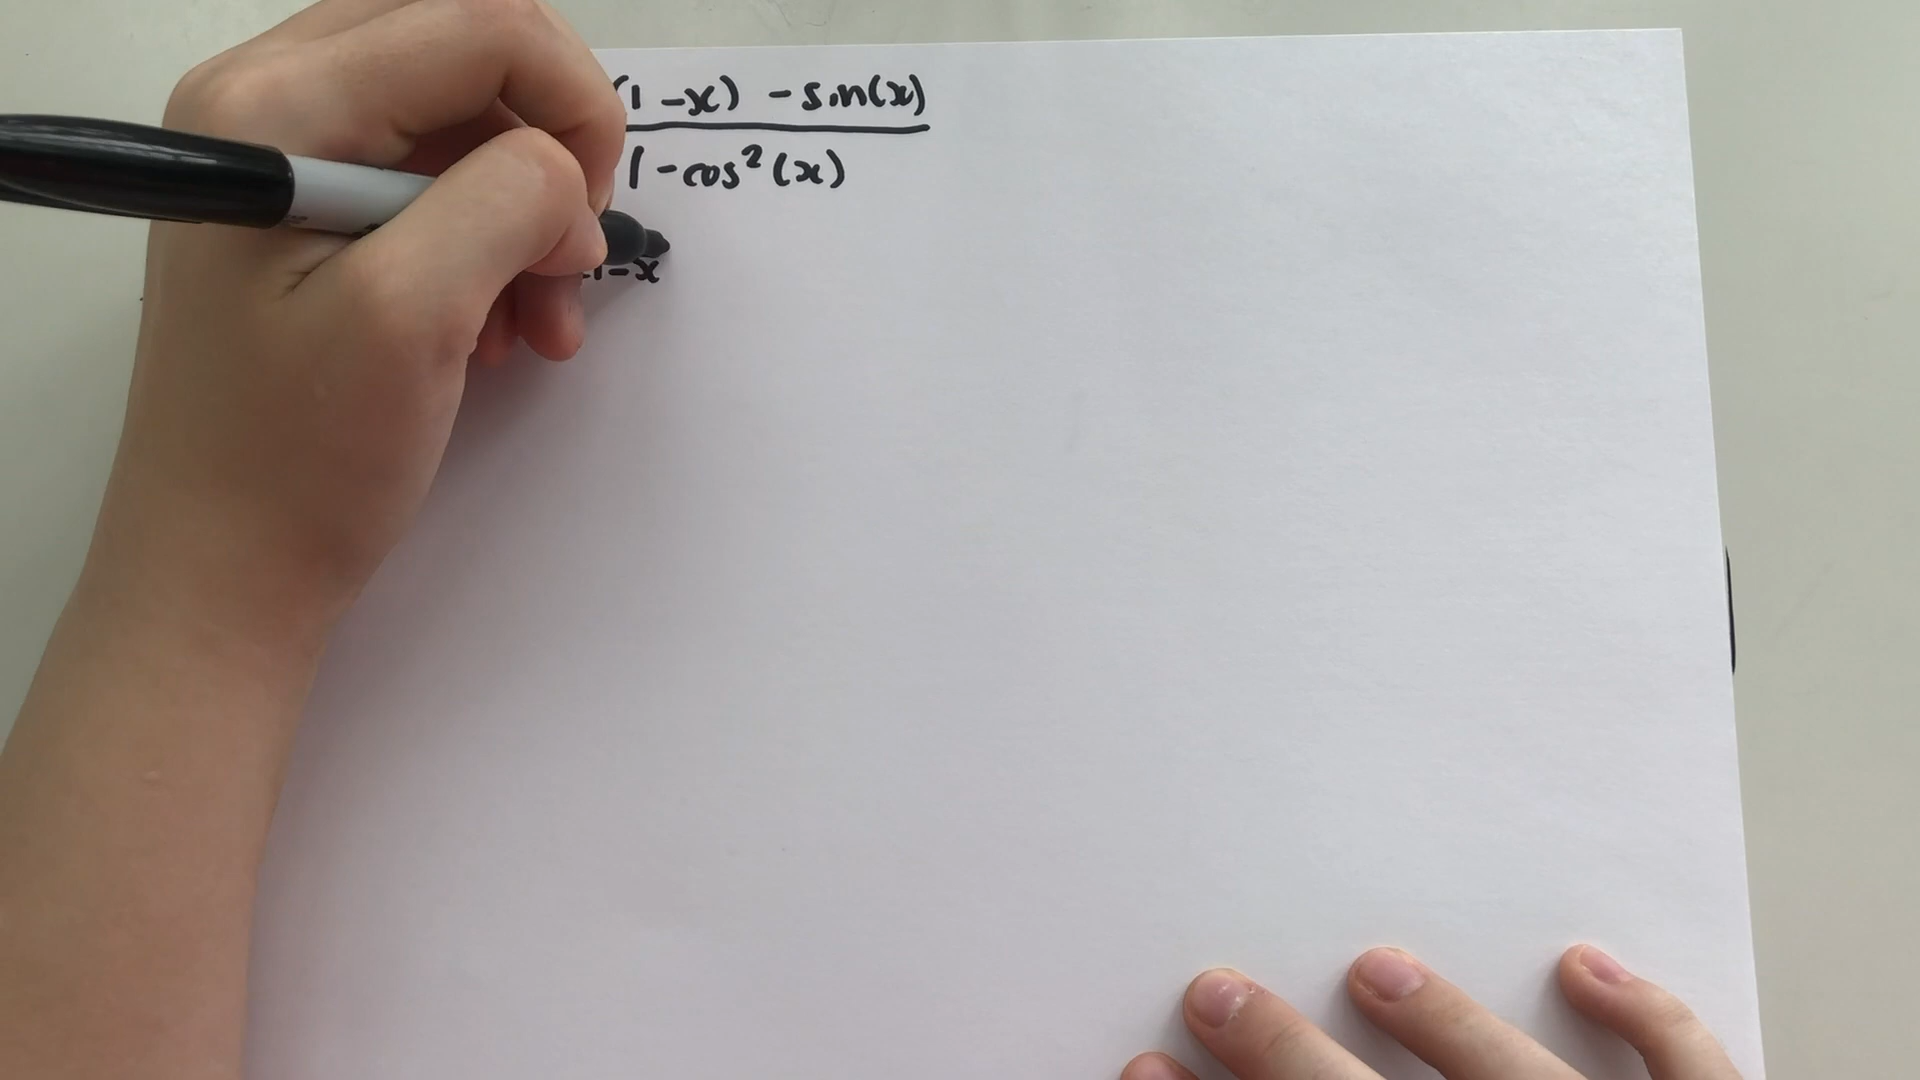 (1-x) - sin(x)
1-cos²(x)
1-x